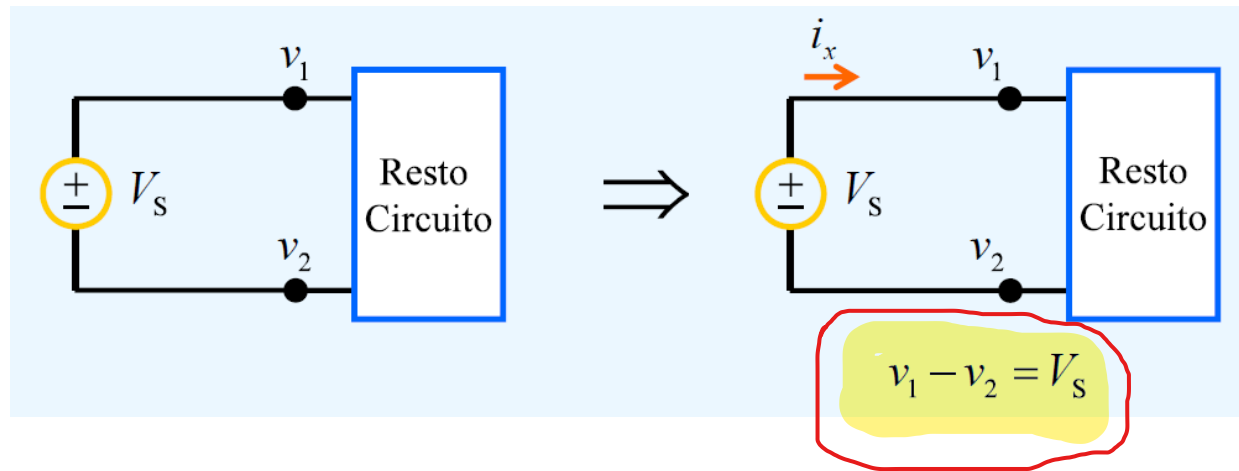 v₁
Vₛ
Resto
Circuito
v₂
⇒
iₓ
v₁
Vₛ
Resto
Circuito
v₂
v₁ − v₂ = Vₛ